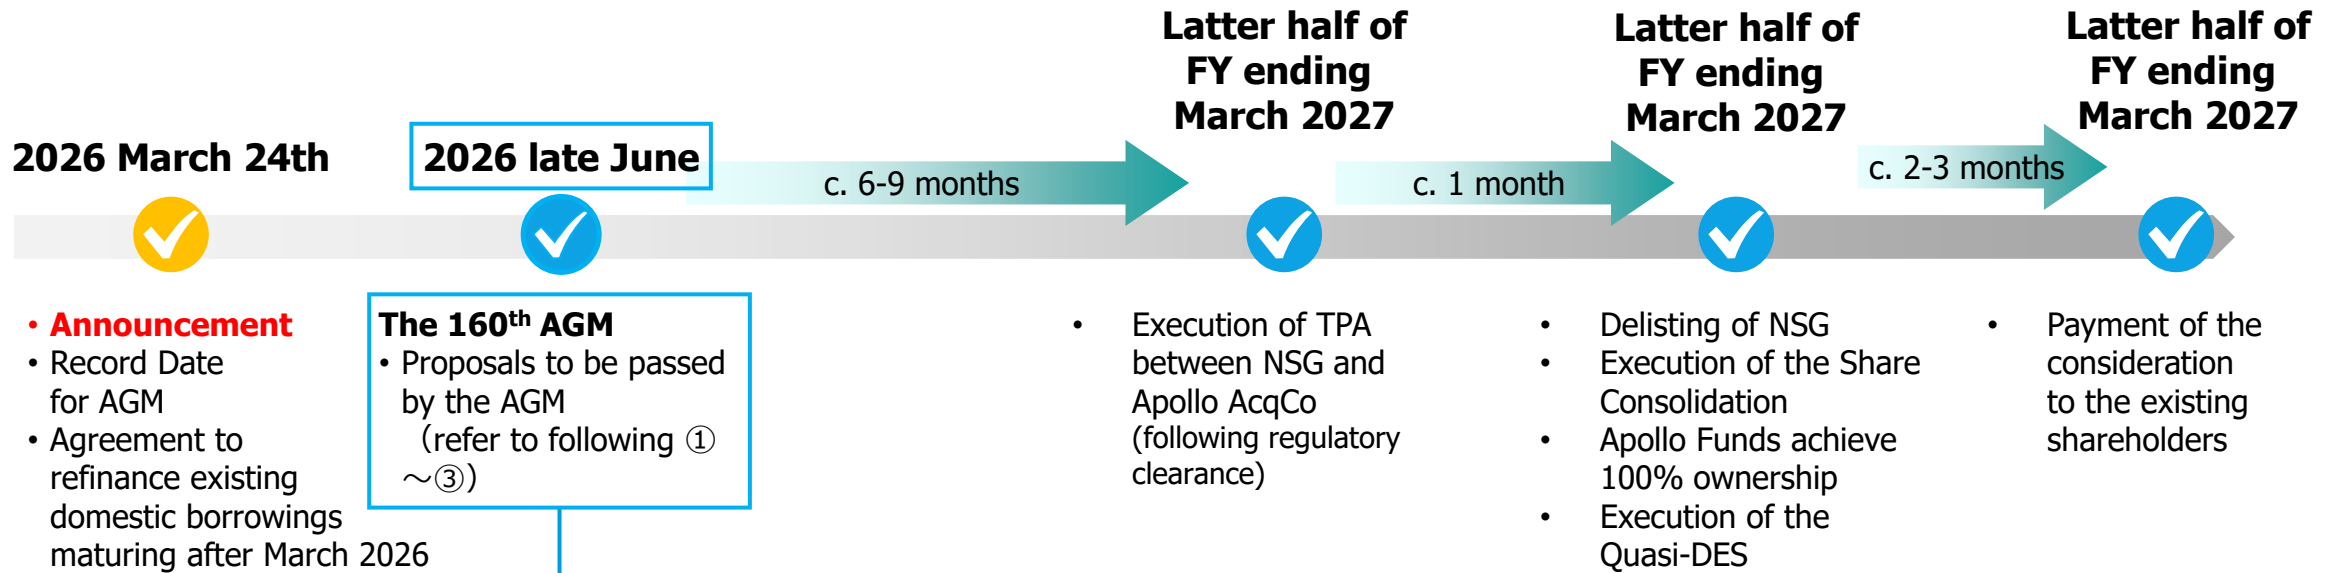 2026 March 24th
• Announcement
• Record Date
for AGM
• Agreement to
refinance existing
domestic borrowings
maturing after March 2026
2026 late June
The 160th AGM
• Proposals to be passed
by the AGM
（refer to following ①
～③）
c. 6-9 months
Latter half of
FY ending
March 2027
• Execution of TPA
between NSG and
Apollo AcqCo
(following regulatory
clearance)
c. 1 month
Latter half of
FY ending
March 2027
• Delisting of NSG
• Execution of the Share
Consolidation
• Apollo Funds achieve
100% ownership
• Execution of the
Quasi-DES
c. 2-3 months
Latter half of
FY ending
March 2027
• Payment of the
consideration
to the existing
shareholders